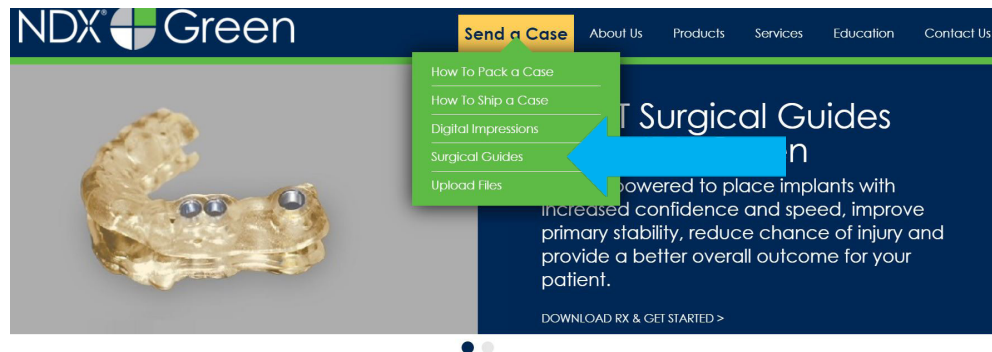 NDX Green
Send a Case About Us Products Services Education Contact Us
How To Pack a Case
How To Ship a Case
Digital Impressions
Surgical Guides
Upload Files
T Surgical Guides
powered to place implants with
increased confidence and speed, improve
primary stability, reduce chance of injury and
provide a better overall outcome for your
patient.
DOWNLOAD RX & GET STARTED >